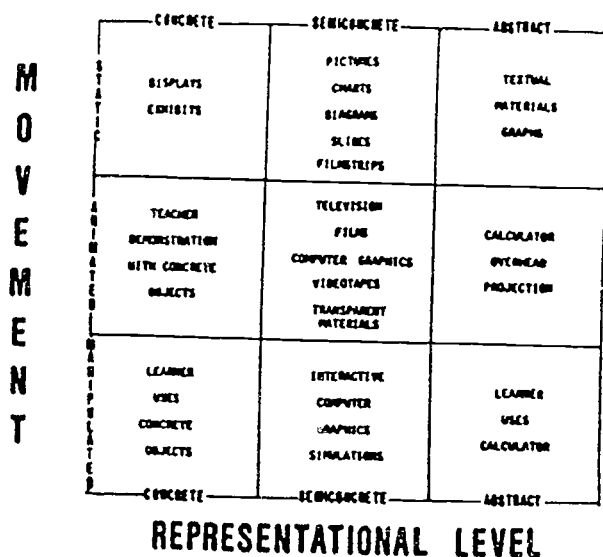 CONCRETE SEMICONCRETE ABSTRACT
MOVEMENT
STATIC
DISPLAYS
EXHIBITS
PICTURES
CHARTS
DIAGRAMS
SLIDES
FILMSTRIPS
TEXTUAL
MATERIALS
GRAPHS
ANIMATED
TEACHER
DEMONSTRATION
WITH CONCRETE
OBJECTS
TELEVISION
FILMS
COMPUTER GRAPHICS
VIDEOTAPES
TRANSPARENT
MATERIALS
CALCULATOR
OVERHEAD
PROJECTION
MANIPULATED
LEARNER
USES
CONCRETE
OBJECTS
INTERACTIVE
COMPUTER
GRAPHICS
SIMULATIONS
LEARNER
USES
CALCULATOR
CONCRETE SEMICONCRETE ABSTRACT
REPRESENTATIONAL LEVEL